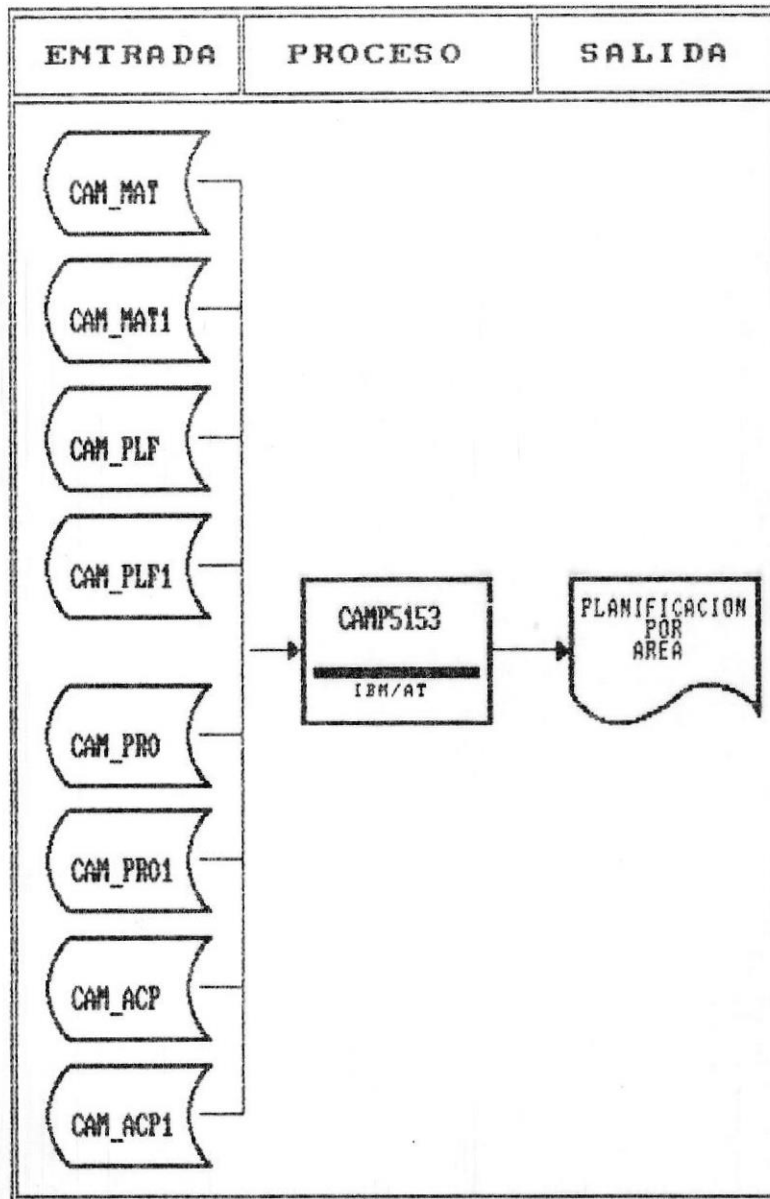 ENTRADA PROCESO SALIDA
CAM_MAT
CAM_MAT1
CAM_PLF
CAM_PLF1
CAMP5153
IBM/AT
PLANIFICACION
POR
AREA
CAM_PRO
CAM_PRO1
CAM_ACP
CAM_ACP1